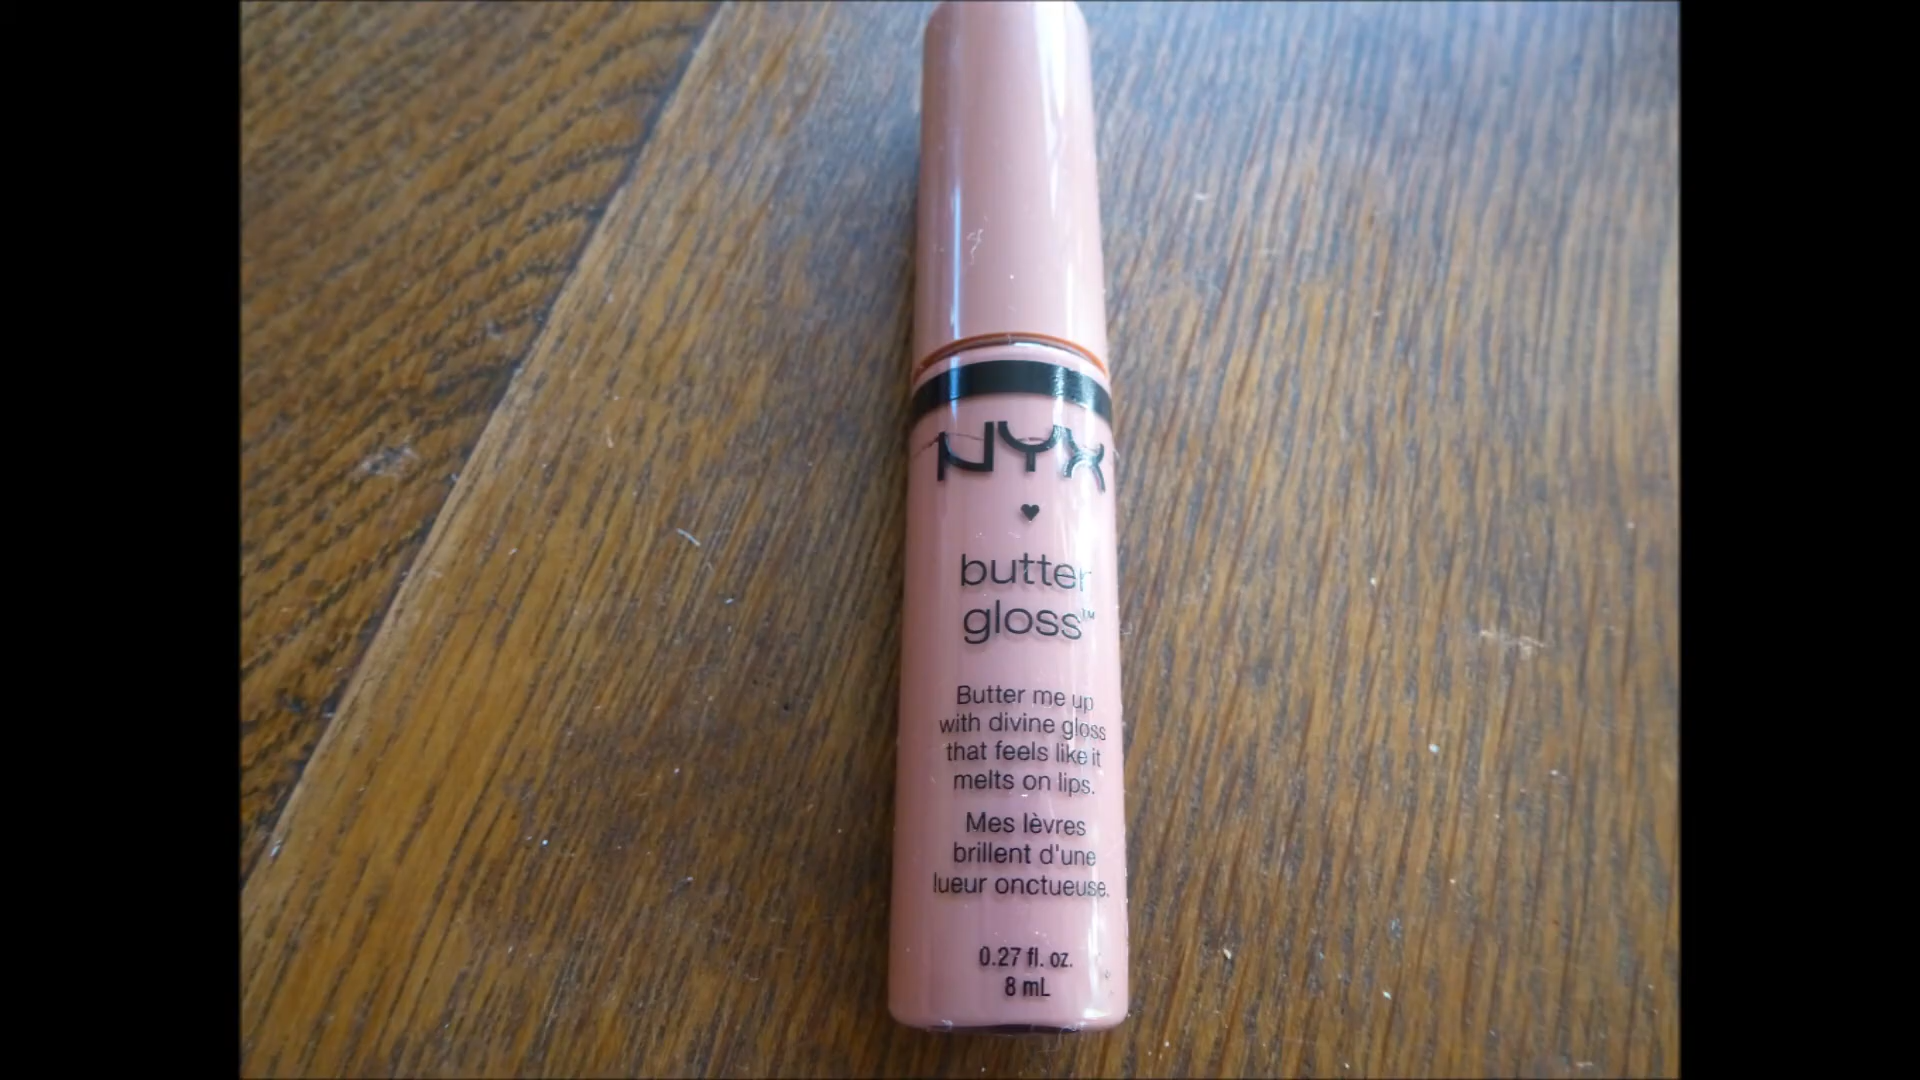 NYX
butter
gloss™
Butter me up
with divine gloss
that feels like it
melts on lips.
Mes lèvres
brillent d'une
lueur onctueuse.
0.27 fl. oz.
8 mL